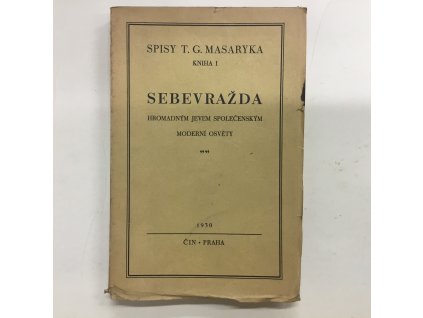 SPISY T. G. MASARYKA
KNIHA I
SEBEVRAŽDA
HROMADNÝM JEVEM SPOLEČENSKÝM
MODERNÍ OSVĚTY
1930
ČIN - PRAHA